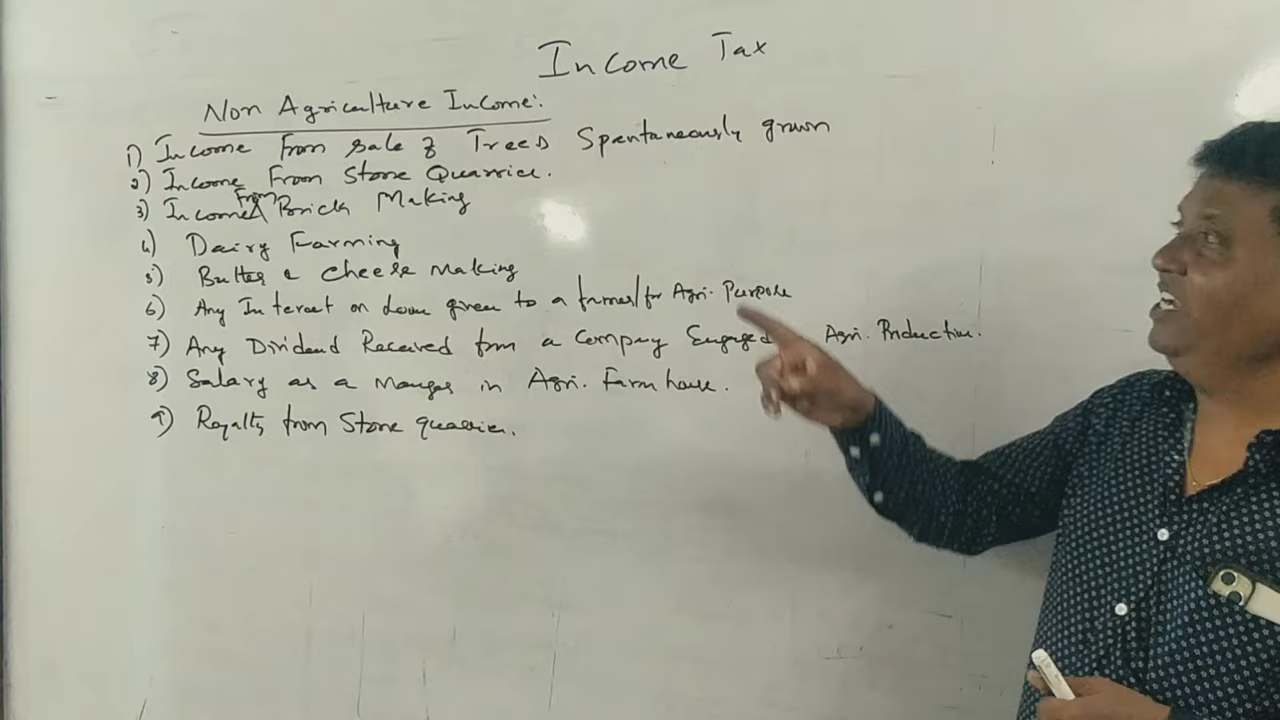 Income Tax
Non Agriculture Income:
1) Income From Sale of Trees Spontaneously grown
2) Income From Stone Quarries.
3) Income From Brick Making
4) Dairy Farming
5) Butter & Cheese Making
6) Any Interest on Loan given to a farmer/for Agri. Purpose
7) Any Dividend Received from a Company Engaged Agri. Production.
8) Salary as a Manger in Agri. Farm house.
9) Royalty from Stone quarries.